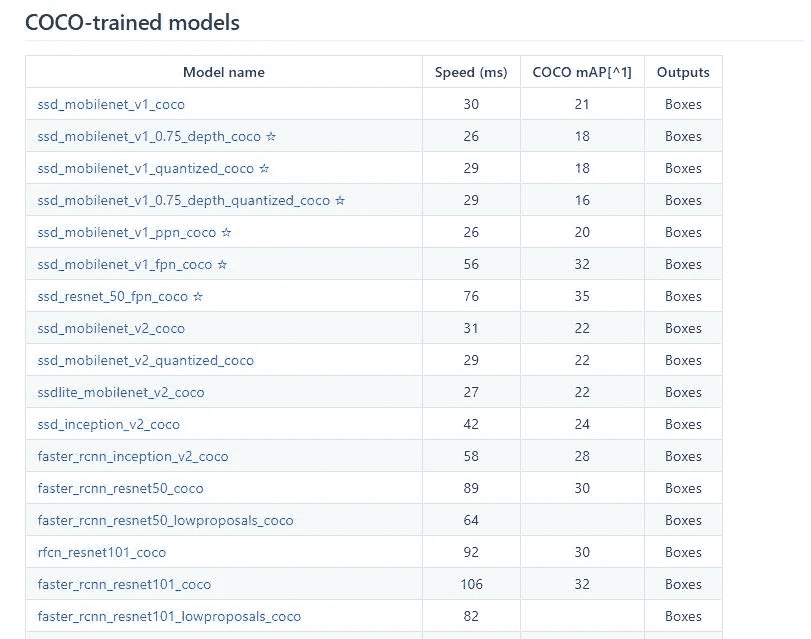 COCO-trained models
Model name Speed (ms) COCO mAP[^1] Outputs
ssd_mobilenet_v1_coco 30 21 Boxes
ssd_mobilenet_v1_0.75_depth_coco ☆ 26 18 Boxes
ssd_mobilenet_v1_quantized_coco ☆ 29 18 Boxes
ssd_mobilenet_v1_0.75_depth_quantized_coco ☆ 29 16 Boxes
ssd_mobilenet_v1_ppn_coco ☆ 26 20 Boxes
ssd_mobilenet_v1_fpn_coco ☆ 56 32 Boxes
ssd_resnet_50_fpn_coco ☆ 76 35 Boxes
ssd_mobilenet_v2_coco 31 22 Boxes
ssd_mobilenet_v2_quantized_coco 29 22 Boxes
ssdlite_mobilenet_v2_coco 27 22 Boxes
ssd_inception_v2_coco 42 24 Boxes
faster_rcnn_inception_v2_coco 58 28 Boxes
faster_rcnn_resnet50_coco 89 30 Boxes
faster_rcnn_resnet50_lowproposals_coco 64 Boxes
rfcn_resnet101_coco 92 30 Boxes
faster_rcnn_resnet101_coco 106 32 Boxes
faster_rcnn_resnet101_lowproposals_coco 82 Boxes